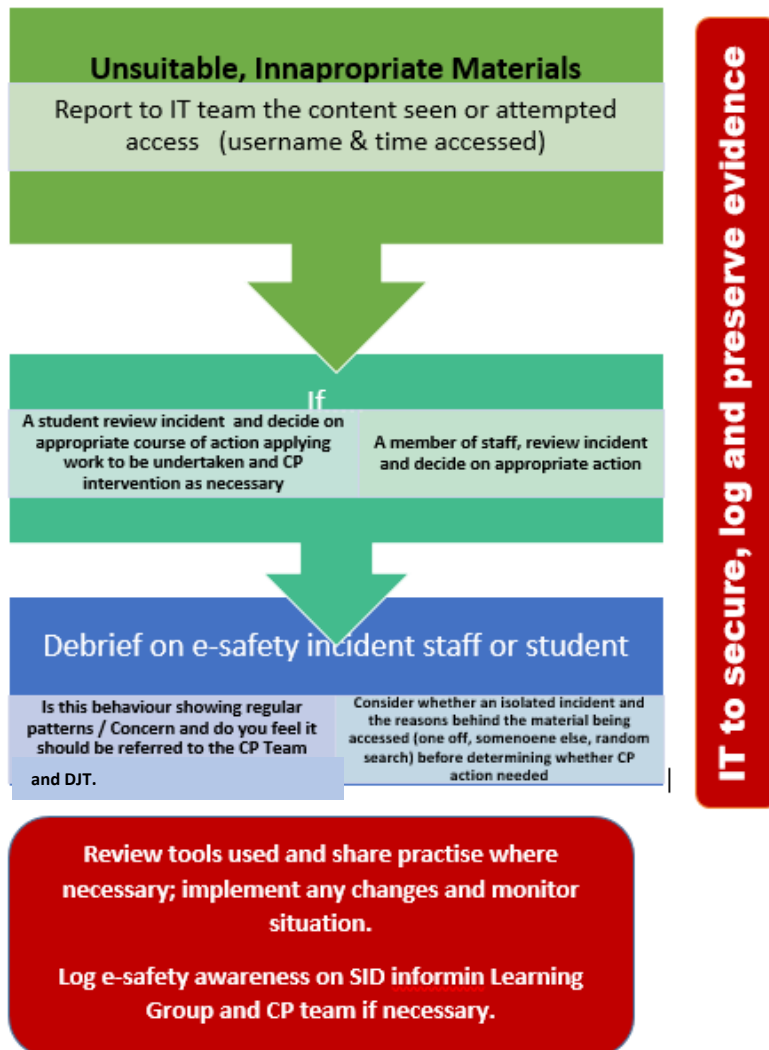 Unsuitable, Innapropriate Materials
Report to IT team the content seen or attempted
access (username & time accessed)
If
A student review incident and decide on
appropriate course of action applying
work to be undertaken and CP
intervention as necessary
A member of staff, review incident
and decide on appropriate action
Debrief on e-safety incident staff or student
Is this behaviour showing regular
patterns / Concern and do you feel it
should be referred to the CP Team
and DJT.
Consider whether an isolated incident and
the reasons behind the material being
accessed (one off, somenoene else, random
search) before determining whether CP
action needed
Review tools used and share practise where
necessary; implement any changes and monitor
situation.
Log e-safety awareness on SID informin Learning
Group and CP team if necessary.
IT to secure, log and preserve evidence